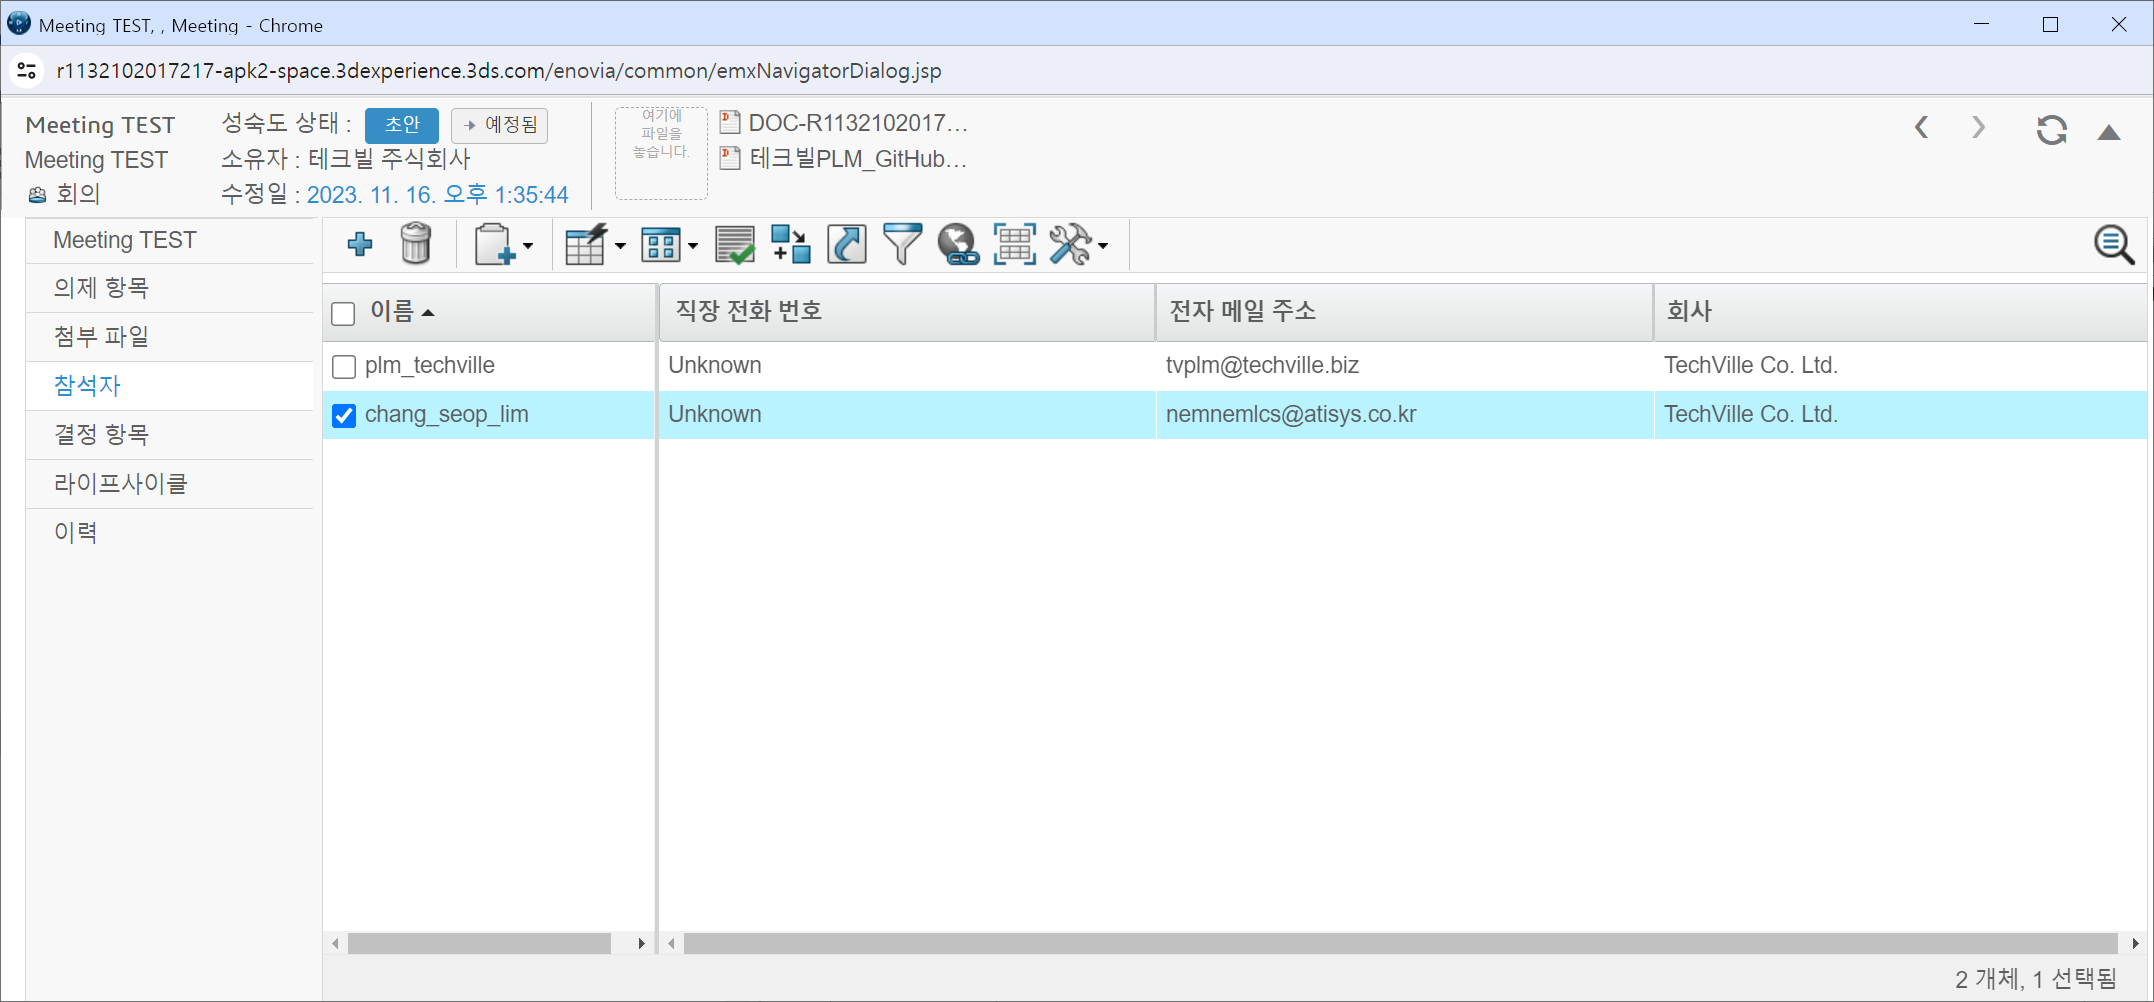 Meeting TEST, , Meeting - Chrome
r1132102017217-apk2-space.3dexperience.3ds.com/enovia/common/emxNavigatorDialog.jsp
Meeting TEST
Meeting TEST
회의
성숙도 상태 : 초안 예정됨
소유자 : 테크빌 주식회사
수정일 : 2023. 11. 16. 오후 1:35:44
여기에
파일을
놓습니다.
DOC-R1132102017...
테크빌PLM_GitHub...
Meeting TEST
의제 항목
첨부 파일
참석자
결정 항목
라이프사이클
이력
이름 직장 전화 번호 전자 메일 주소 회사
plm_techville Unknown tvplm@techville.biz TechVille Co. Ltd.
chang_seop_lim Unknown nemnemlcs@atisys.co.kr TechVille Co. Ltd.
2 개체, 1 선택됨